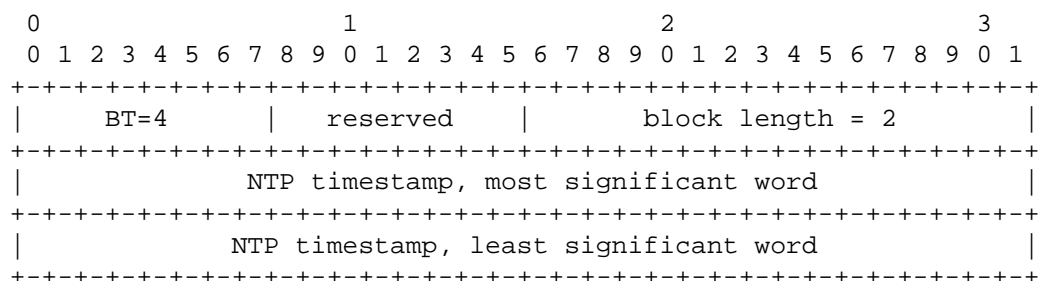 0                   1                   2                   3
 0 1 2 3 4 5 6 7 8 9 0 1 2 3 4 5 6 7 8 9 0 1 2 3 4 5 6 7 8 9 0 1
+-+-+-+-+-+-+-+-+-+-+-+-+-+-+-+-+-+-+-+-+-+-+-+-+-+-+-+-+-+-+-+-+
|     BT=4      |   reserved    |       block length = 2        |
+-+-+-+-+-+-+-+-+-+-+-+-+-+-+-+-+-+-+-+-+-+-+-+-+-+-+-+-+-+-+-+-+
|              NTP timestamp, most significant word             |
+-+-+-+-+-+-+-+-+-+-+-+-+-+-+-+-+-+-+-+-+-+-+-+-+-+-+-+-+-+-+-+-+
|             NTP timestamp, least significant word             |
+-+-+-+-+-+-+-+-+-+-+-+-+-+-+-+-+-+-+-+-+-+-+-+-+-+-+-+-+-+-+-+-+